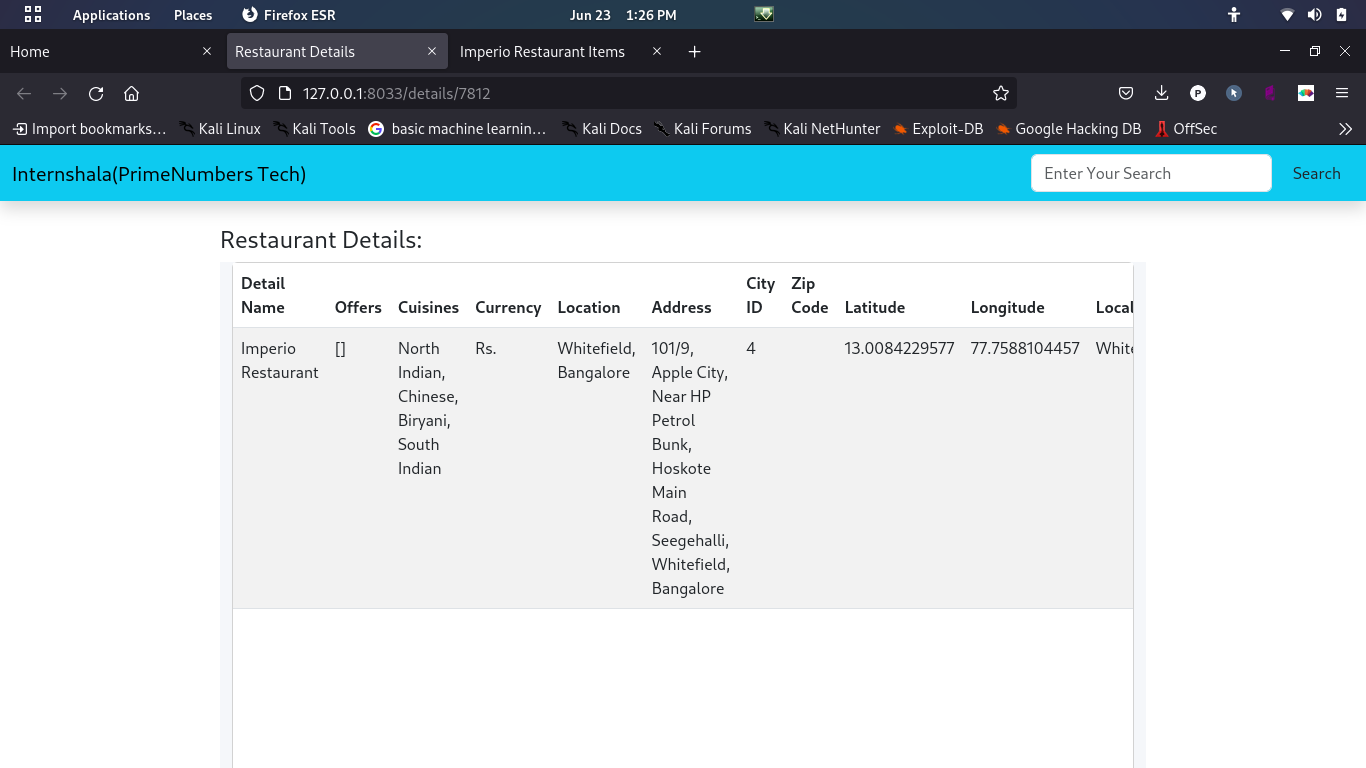 Applications Places Firefox ESR Jun 23 1:26 PM
Home Restaurant Details Imperio Restaurant Items
127.0.0.1:8033/details/7812
Import bookmarks... Kali Linux Kali Tools basic machine learnin... Kali Docs Kali Forums Kali NetHunter Exploit-DB Google Hacking DB OffSec
Internshala(PrimeNumbers Tech) Enter Your Search Search
Restaurant Details:
Detail City Zip
Name Offers Cuisines Currency Location Address ID Code Latitude Longitude Local
Imperio [] North Rs. Whitefield, 101/9, 4 13.0084229577 77.7588104457 White
Restaurant Indian, Bangalore Apple City,
Chinese, Near HP
Biryani, Petrol
South Bunk,
Indian Hoskote
Main
Road,
Seegehalli,
Whitefield,
Bangalore